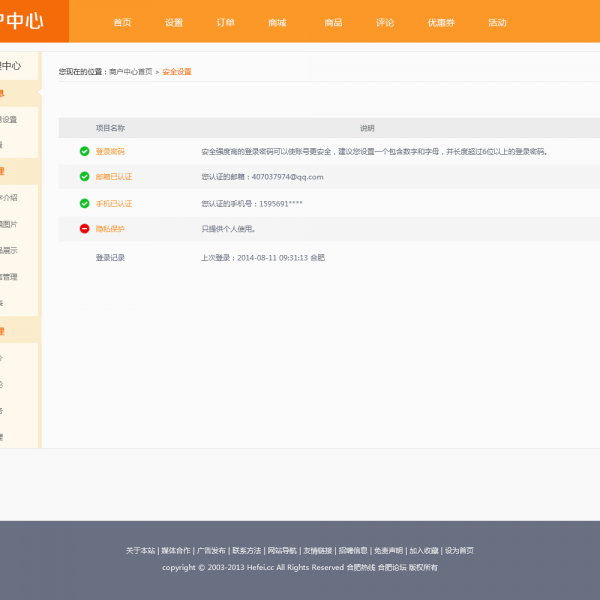 中心
首页 设置 订单 商城 商品 评论 优惠券 活动
中心
您现在的位置：商户中心首页 > 安全设置
设置
项目名称 说明
登录密码 安全强度高的登录密码可以使账号更安全，建议您设置一个包含数字和字母，并长度超过6位以上的登录密码。
理
邮箱已认证 您认证的邮箱：407037974@qq.com
介绍
手机已认证 您认证的手机号：1595691****
图片
隐私保护 只提供个人使用。
展示
登录记录 上次登录：2014-08-11 09:31:13 合肥
管理
理
关于本站 | 媒体合作 | 广告发布 | 联系方法 | 网站导航 | 友情链接 | 招聘信息 | 免责声明 | 加入收藏 | 设为首页
copyright © 2003-2013 Hefei.cc All Rights Reserved 合肥热线 合肥论坛 版权所有